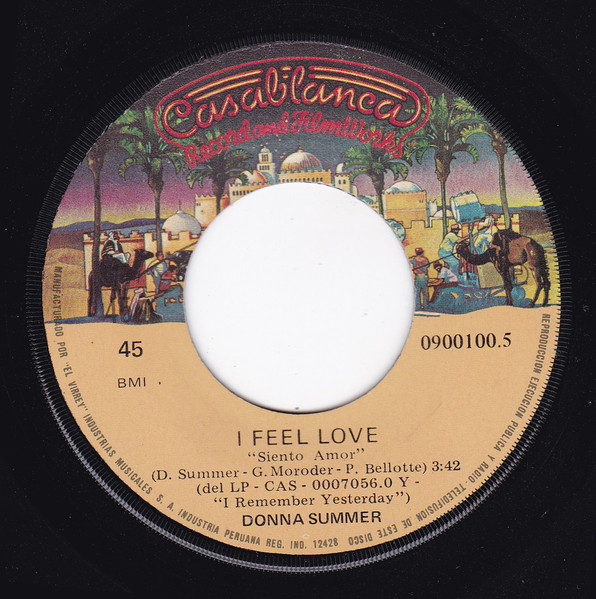 Casablanca
Record and FilmWorks
45
0900100.5
BMI .
I FEEL LOVE
"Siento Amor"
(D. Summer - G. Moroder - P. Bellotte) 3:42
(del LP - CAS - 0007056.0 Y -
"I Remember Yesterday")
DONNA SUMMER
MANUFACTURADO POR "EL VIRREY" INDUSTRIAS MUSICALES S. A. INDUSTRIA PERUANA REG. IND. 12428
REPRODUCCION EJECUCION PUBLICA Y RADIO TELEDIFUSION DE ESTE DISCO